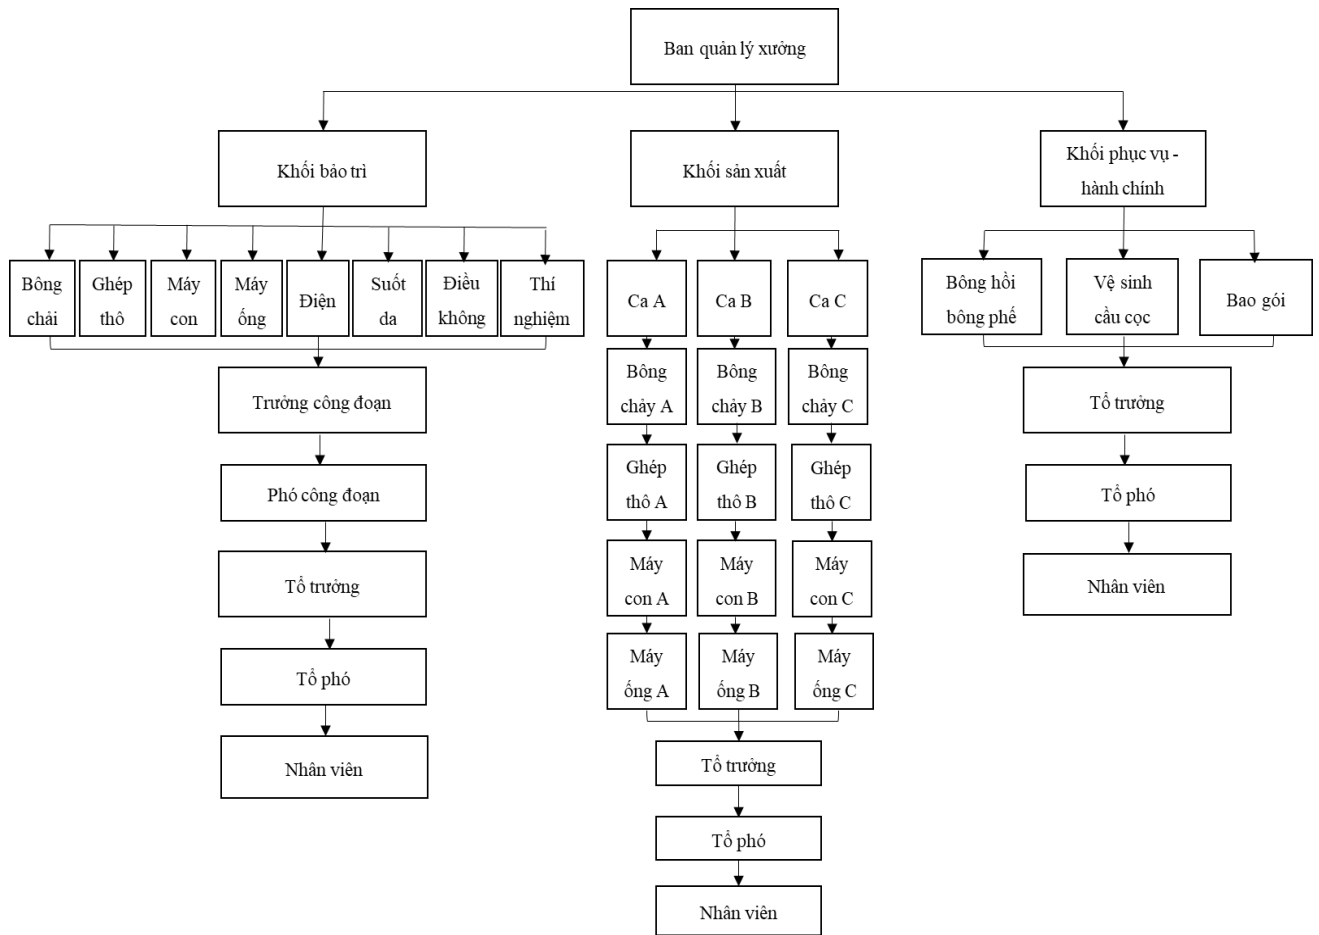 Ban quản lý xưởng
Khối bảo trì
Khối sản xuất
Khối phục vụ -
hành chính
Bông
chải
Ghép
thô
Máy
con
Máy
ống
Điện
Suốt
da
Điều
không
Thí
nghiệm
Trưởng công đoạn
Phó công đoạn
Tổ trưởng
Tổ phó
Nhân viên
Ca A
Ca B
Ca C
Bông
chảy A
Bông
chảy B
Bông
chảy C
Ghép
thô A
Ghép
thô B
Ghép
thô C
Máy
con A
Máy
con B
Máy
con C
Máy
ống A
Máy
ống B
Máy
ống C
Tổ trưởng
Tổ phó
Nhân viên
Bông hồi
bông phế
Vệ sinh
cầu cọc
Bao gói
Tổ trưởng
Tổ phó
Nhân viên